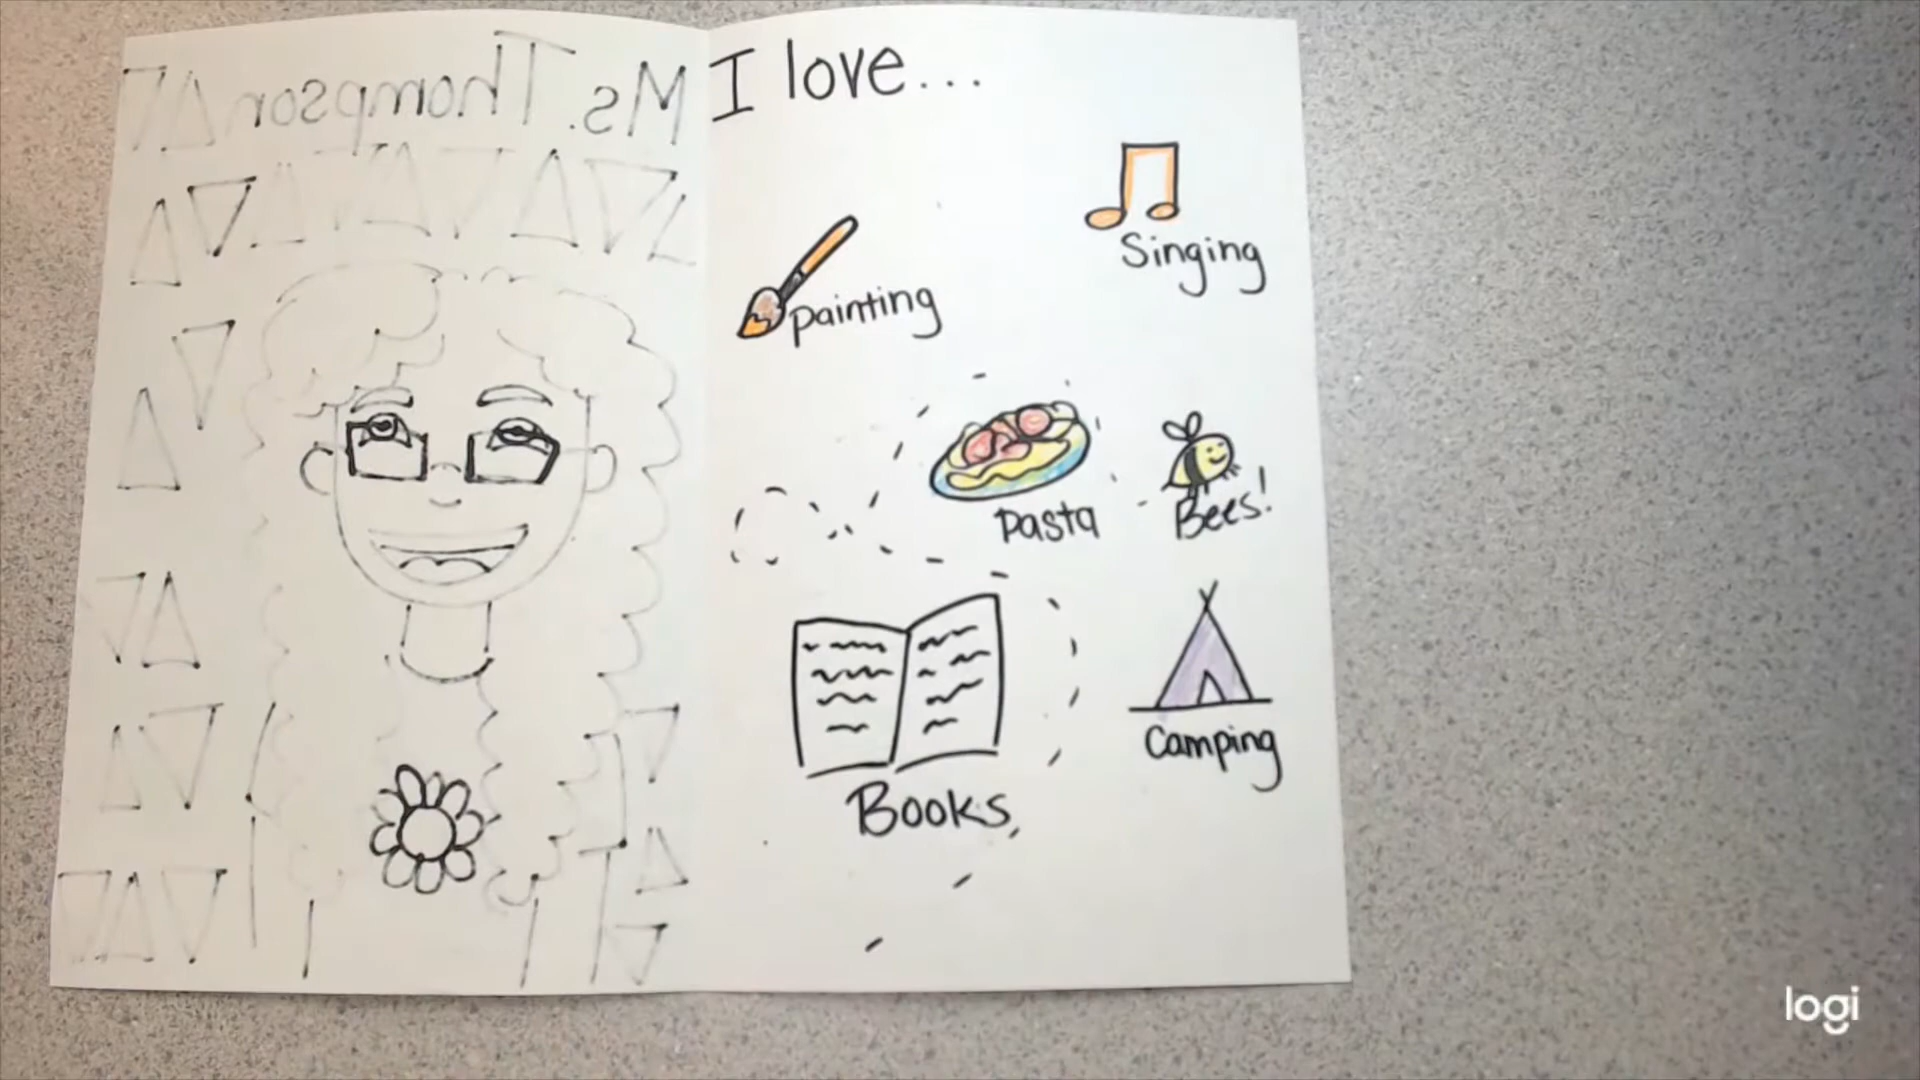 Ms. Thompson
I love...
Singing
painting
Pasta
Bees!
Books
Camping
logi